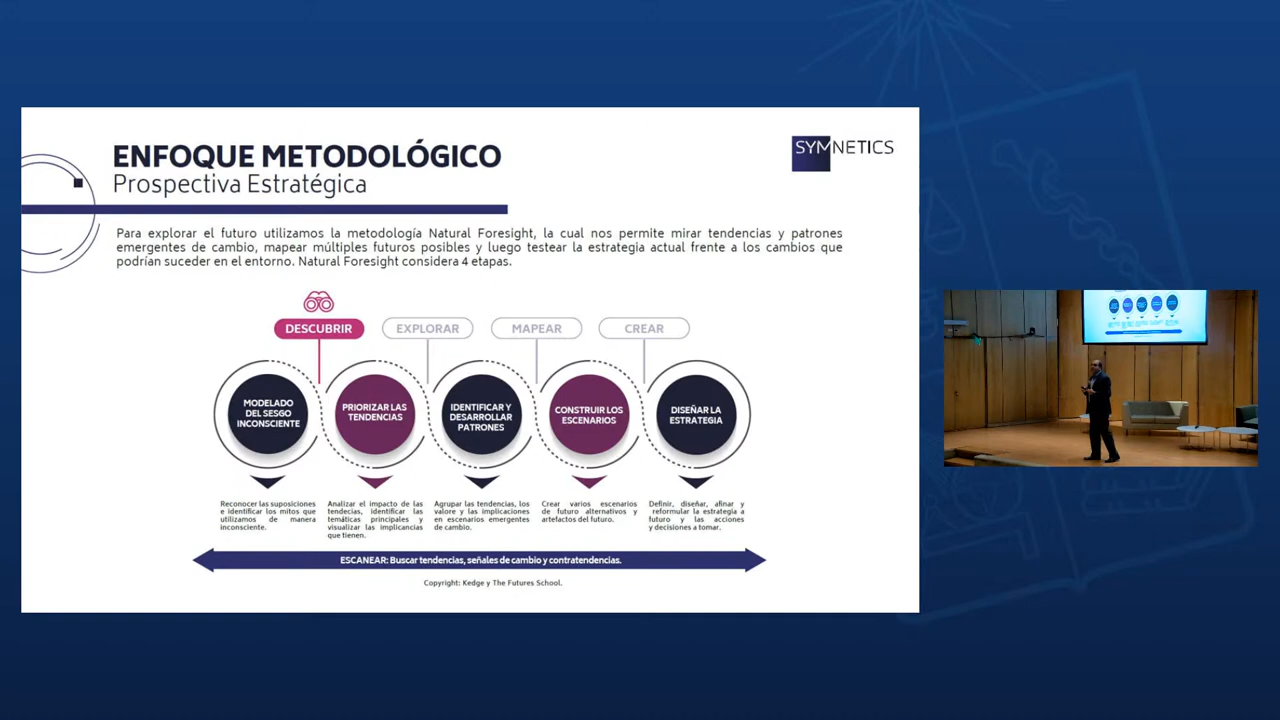 ENFOQUE METODOLÓGICO
Prospectiva Estratégica
SYMNETICS
Para explorar el futuro utilizamos la metodología Natural Foresight, la cual nos permite mirar tendencias y patrones
emergentes de cambio, mapear múltiples futuros posibles y luego testear la estrategia actual frente a los cambios que
podrían suceder en el entorno. Natural Foresight considera 4 etapas.
DESCUBRIR
EXPLORAR
MAPEAR
CREAR
MODELADO
DEL SESGO
INCONSCIENTE
PRIORIZAR LAS
TENDENCIAS
IDENTIFICAR Y
DESARROLLAR
PATRONES
CONSTRUIR LOS
ESCENARIOS
DISEÑAR LA
ESTRATEGIA
Reconocer las suposiciones
e identificar los mitos que
utilizamos de manera
inconsciente.
Analizar el impacto de las
tendencias, identificar las
temáticas principales y
visualizar las implicancias
que tienen.
Agrupar las tendencias, los
valore y las implicaciones
en escenarios emergentes
de cambio.
Crear varios escenarios
de futuro alternativos y
artefactos del futuro.
Definir, diseñar, afinar y
reformular la estrategia a
futuro y las acciones
y decisiones a tomar.
ESCANEAR: Buscar tendencias, señales de cambio y contratendencias.
Copyright: Kedge y The Futures School.